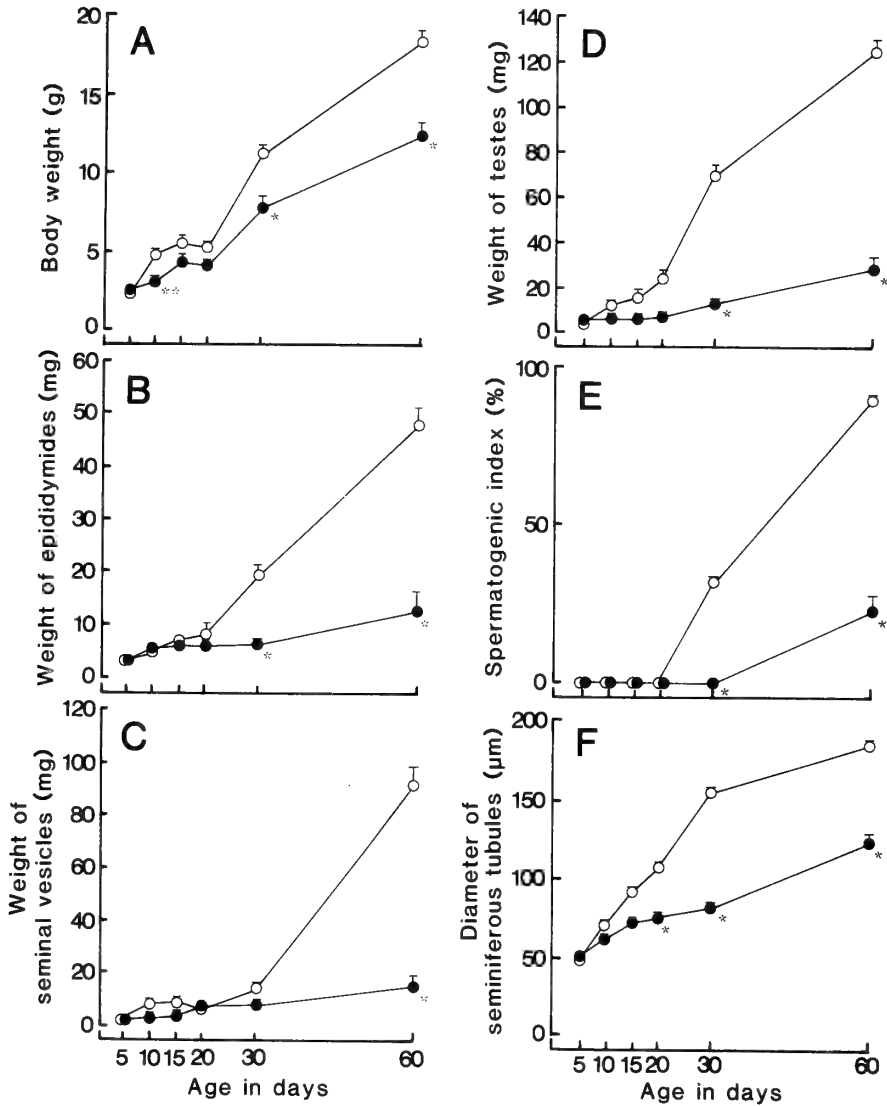 A
Body weight (g)
20
15
10
5
0
*
*
**
B
Weight of epididymides (mg)
60
50
40
30
20
10
0
*
*
C
Weight of
seminal vesicles (mg)
120
100
80
60
40
20
0
*
5 10 15 20 30 60
Age in days
D
Weight of testes (mg)
140
120
100
80
60
40
20
0
*
*
E
Spermatogenic index (%)
100
50
0
*
*
F
Diameter of
seminiferous tubules (µm)
200
150
100
50
0
*
*
*
5 10 15 20 30 60
Age in days